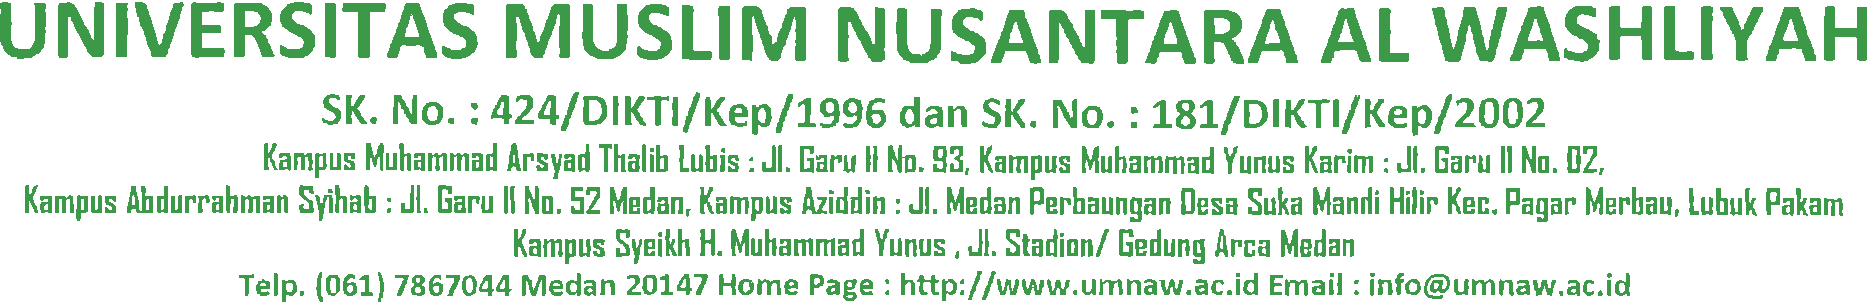 UNIVERSITAS MUSLIM NUSANTARA AL WASHLIYAH
SK. No. : 424/DIKTI/Kep/1996 dan SK. No. : 181/DIKTI/Kep/2002
Kampus Muhammad Arsyad Thalib Lubis : Jl. Garu II No. 93, Kampus Muhammad Yunus Karim : Jl. Garu II No. 02,
Kampus Abdurrahman Syihab : Jl. Garu II No. 52 Medan, Kampus Aziddin : Jl. Medan Perbaungan Desa Suka Mandi Hilir Kec. Pagar Merbau, Lubuk Pakam
Kampus Syeikh H. Muhammad Yunus , Jl. Stadion/ Gedung Arca Medan
Telp. (061) 7867044 Medan 20147 Home Page : http://www.umnaw.ac.id Email : info@umnaw.ac.id